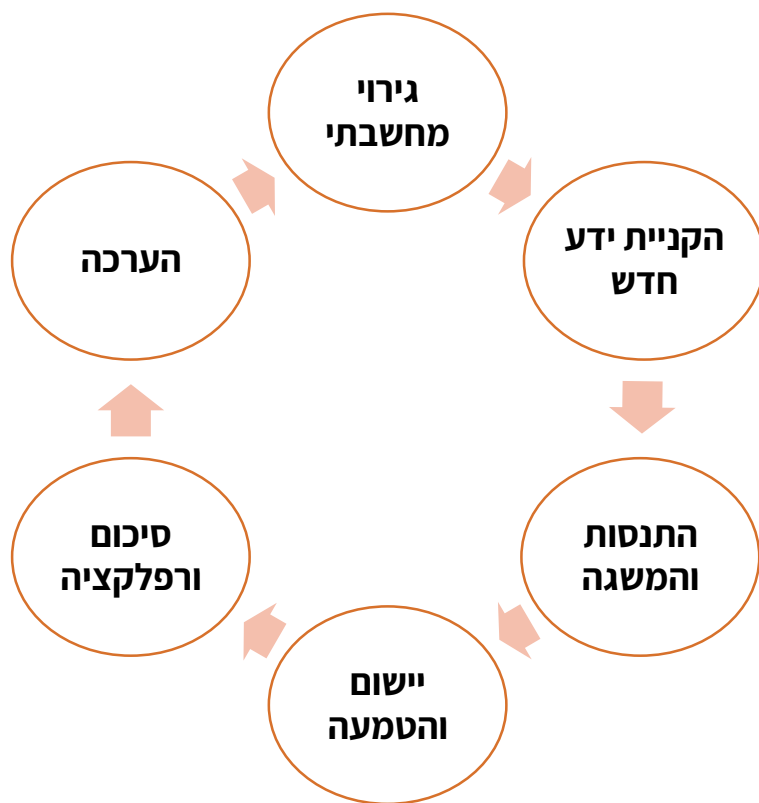 גירוי
מחשבתי
הקניית ידע
חדש
התנסות
והמשגה
יישום
והטמעה
סיכום
ורפלקציה
הערכה